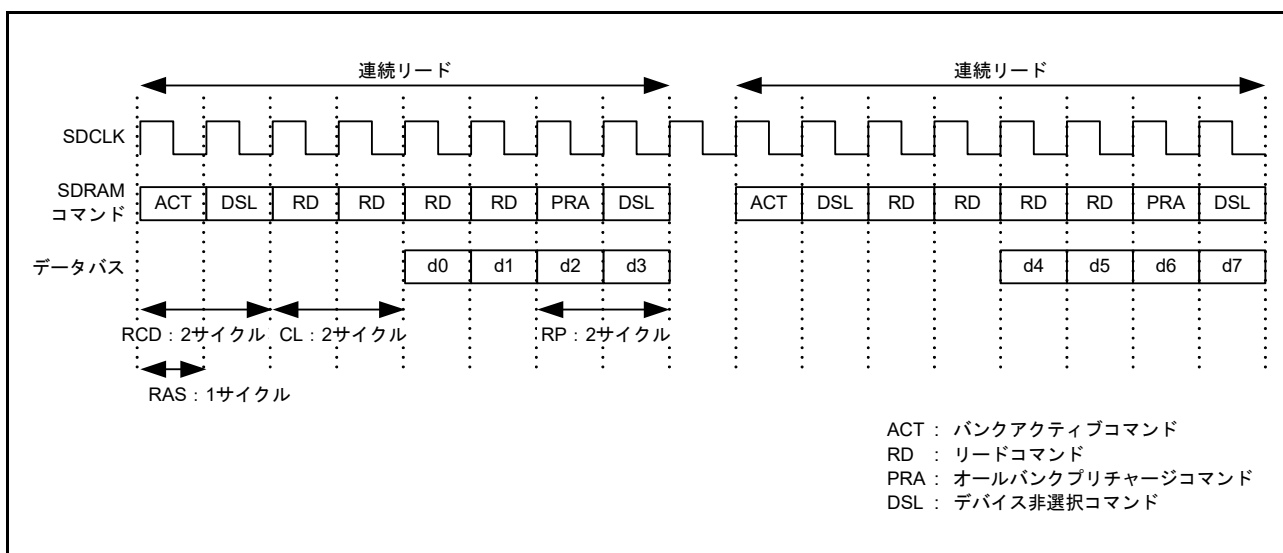 連続リード 連続リード
SDCLK
SDRAM
コマンド
ACT DSL RD RD RD RD PRA DSL ACT DSL RD RD RD RD PRA DSL
データバス d0 d1 d2 d3 d4 d5 d6 d7
RCD：2サイクル CL：2サイクル RP：2サイクル
RAS：1サイクル
ACT： バンクアクティブコマンド
RD ： リードコマンド
PRA： オールバンクプリチャージコマンド
DSL ： デバイス非選択コマンド